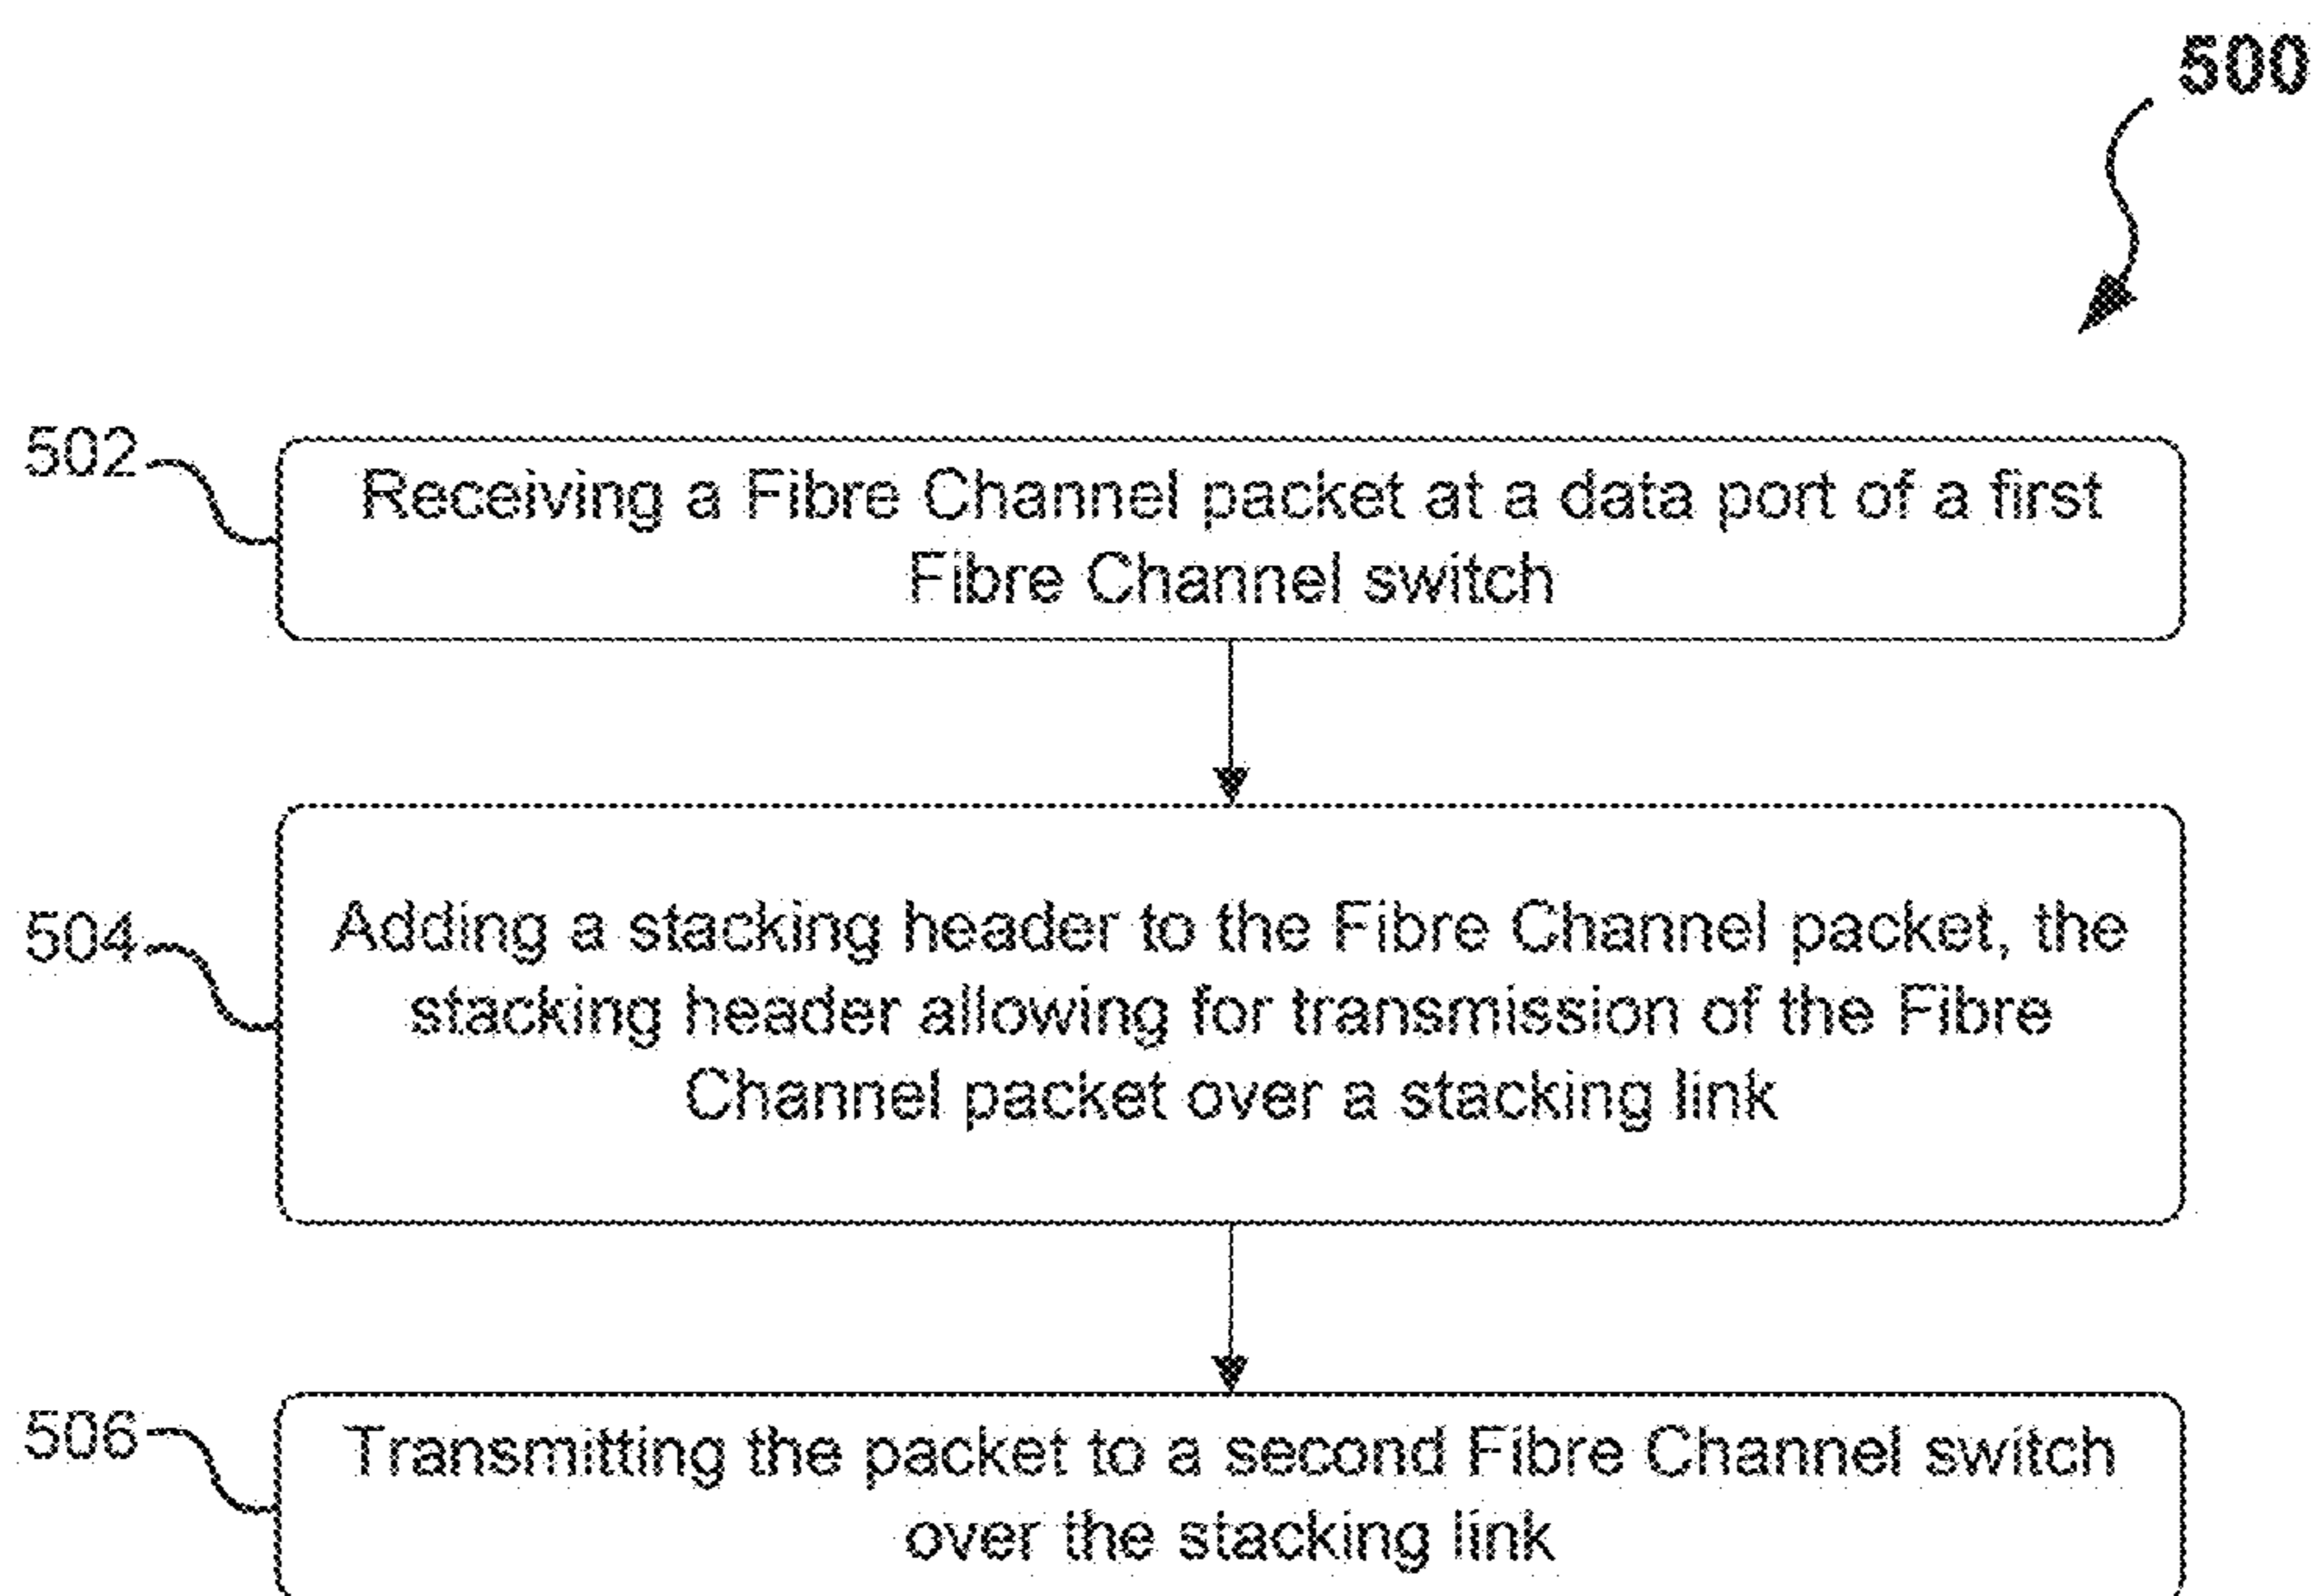 500
502
Receiving a Fibre Channel packet at a data port of a first
Fibre Channel switch
504
Adding a stacking header to the Fibre Channel packet, the
stacking header allowing for transmission of the Fibre
Channel packet over a stacking link
506
Transmitting the packet to a second Fibre Channel switch
over the stacking link